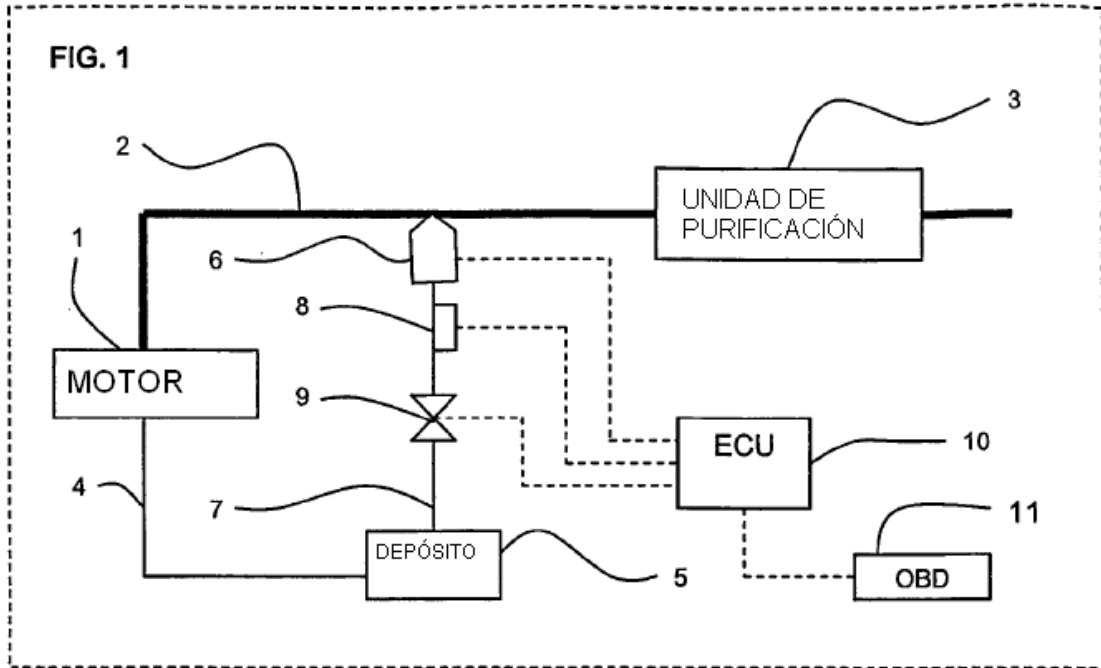 FIG. 1
3
2
UNIDAD DE
PURIFICACIÓN
1
6
8
MOTOR
9
ECU
10
4
7
11
DEPÓSITO
5
OBD